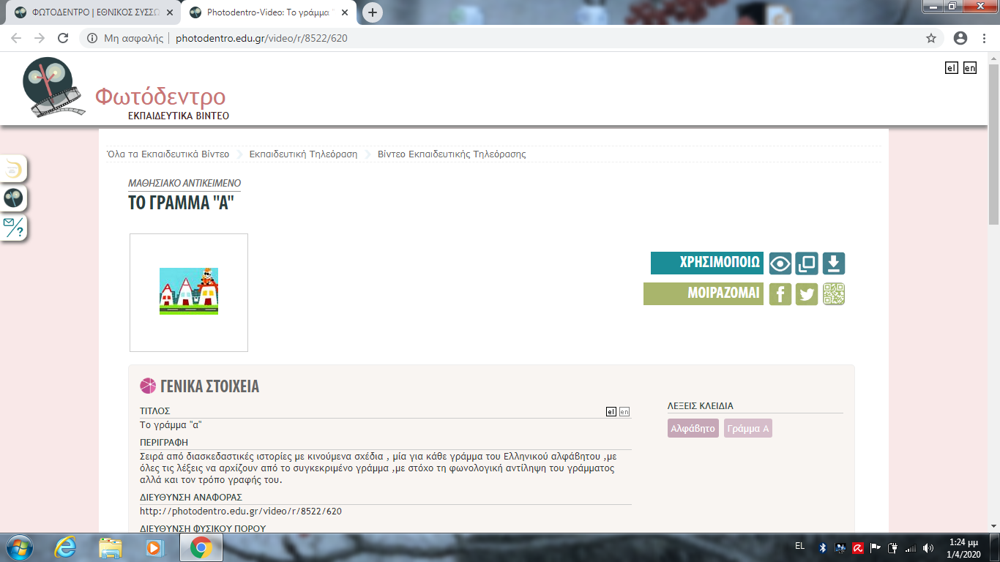 ΦΩΤΟΔΕΝΤΡΟ | ΕΘΝΙΚΟΣ ΣΥΣΣΩ
Photodentro-Video: Το γράμμα "
Μη ασφαλής | photodentro.edu.gr/video/r/8522/620
el en
Φωτόδεντρο
ΕΚΠΑΙΔΕΥΤΙΚΑ ΒΙΝΤΕΟ
Όλα τα Εκπαιδευτικά Βίντεο Εκπαιδευτική Τηλεόραση Βίντεο Εκπαιδευτικής Τηλεόρασης
ΜΑΘΗΣΙΑΚΟ ΑΝΤΙΚΕΙΜΕΝΟ
ΤΟ ΓΡΑΜΜΑ "Α"
ΧΡΗΣΙΜΟΠΟΙΩ
ΜΟΙΡΑΖΟΜΑΙ
ΓΕΝΙΚΑ ΣΤΟΙΧΕΙΑ
ΤΙΤΛΟΣ el en
Το γράμμα "α"
ΠΕΡΙΓΡΑΦΗ
Σειρά από διασκεδαστικές ιστορίες με κινούμενα σχέδια , μία για κάθε γράμμα του Ελληνικού αλφάβητου ,με
όλες τις λέξεις να αρχίζουν από το συγκεκριμένο γράμμα ,με στόχο τη φωνολογική αντίληψη του γράμματος
αλλά και τον τρόπο γραφής του.
ΔΙΕΥΘΥΝΣΗ ΑΝΑΦΟΡΑΣ
http://photodentro.edu.gr/video/r/8522/620
ΔΙΕΥΘΥΝΣΗ ΦΥΣΙΚΟΥ ΠΟΡΟΥ
ΛΕΞΕΙΣ ΚΛΕΙΔΙΑ
Αλφάβητο Γράμμα Α
EL
1:24 μμ
1/4/2020